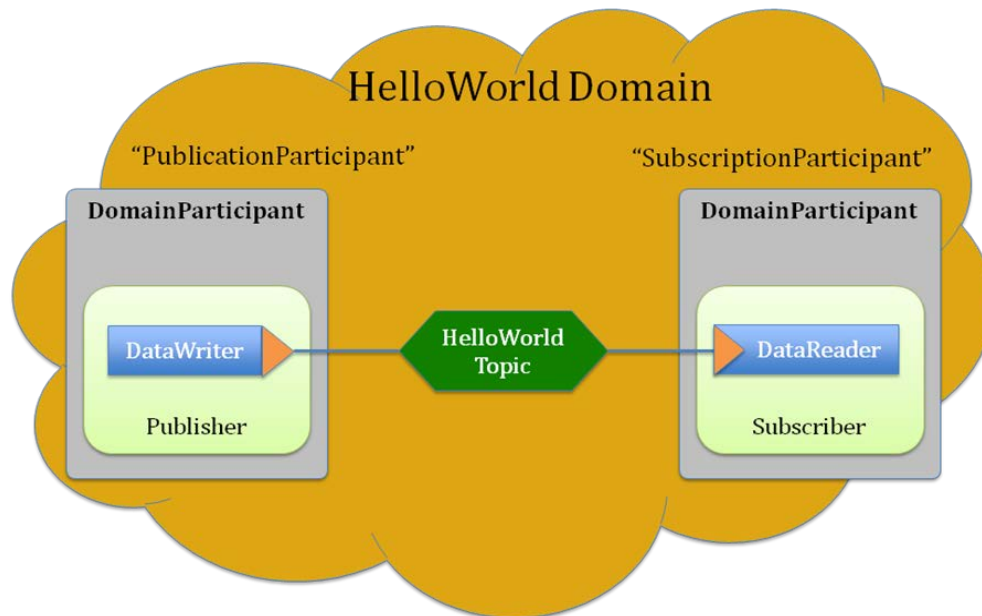 HelloWorld Domain
“PublicationParticipant”
“SubscriptionParticipant”
DomainParticipant
DomainParticipant
DataWriter
HelloWorld
Topic
DataReader
Publisher
Subscriber